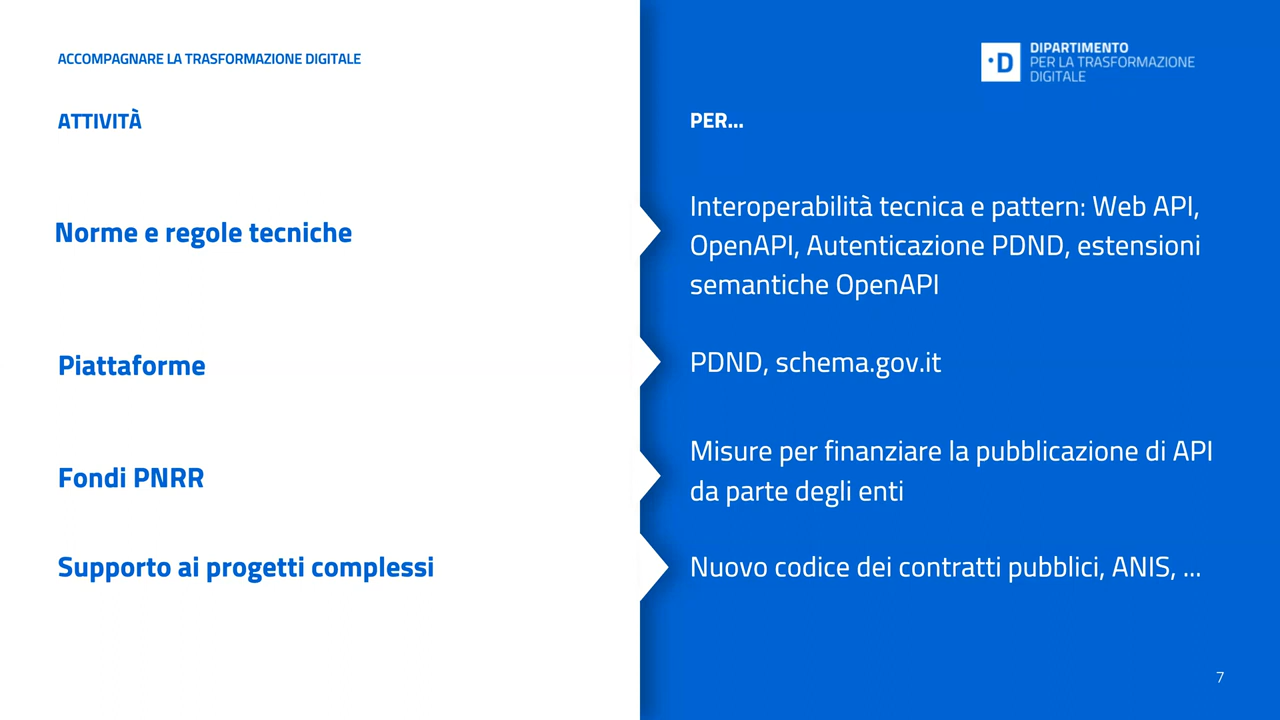 ACCOMPAGNARE LA TRASFORMAZIONE DIGITALE
DIPARTIMENTO
PER LA TRASFORMAZIONE
DIGITALE
·D
ATTIVITÀ
PER...
Norme e regole tecniche
Interoperabilità tecnica e pattern: Web API,
OpenAPI, Autenticazione PDND, estensioni
semantiche OpenAPI
Piattaforme
PDND, schema.gov.it
Fondi PNRR
Misure per finanziare la pubblicazione di API
da parte degli enti
Supporto ai progetti complessi
Nuovo codice dei contratti pubblici, ANIS, ...
7